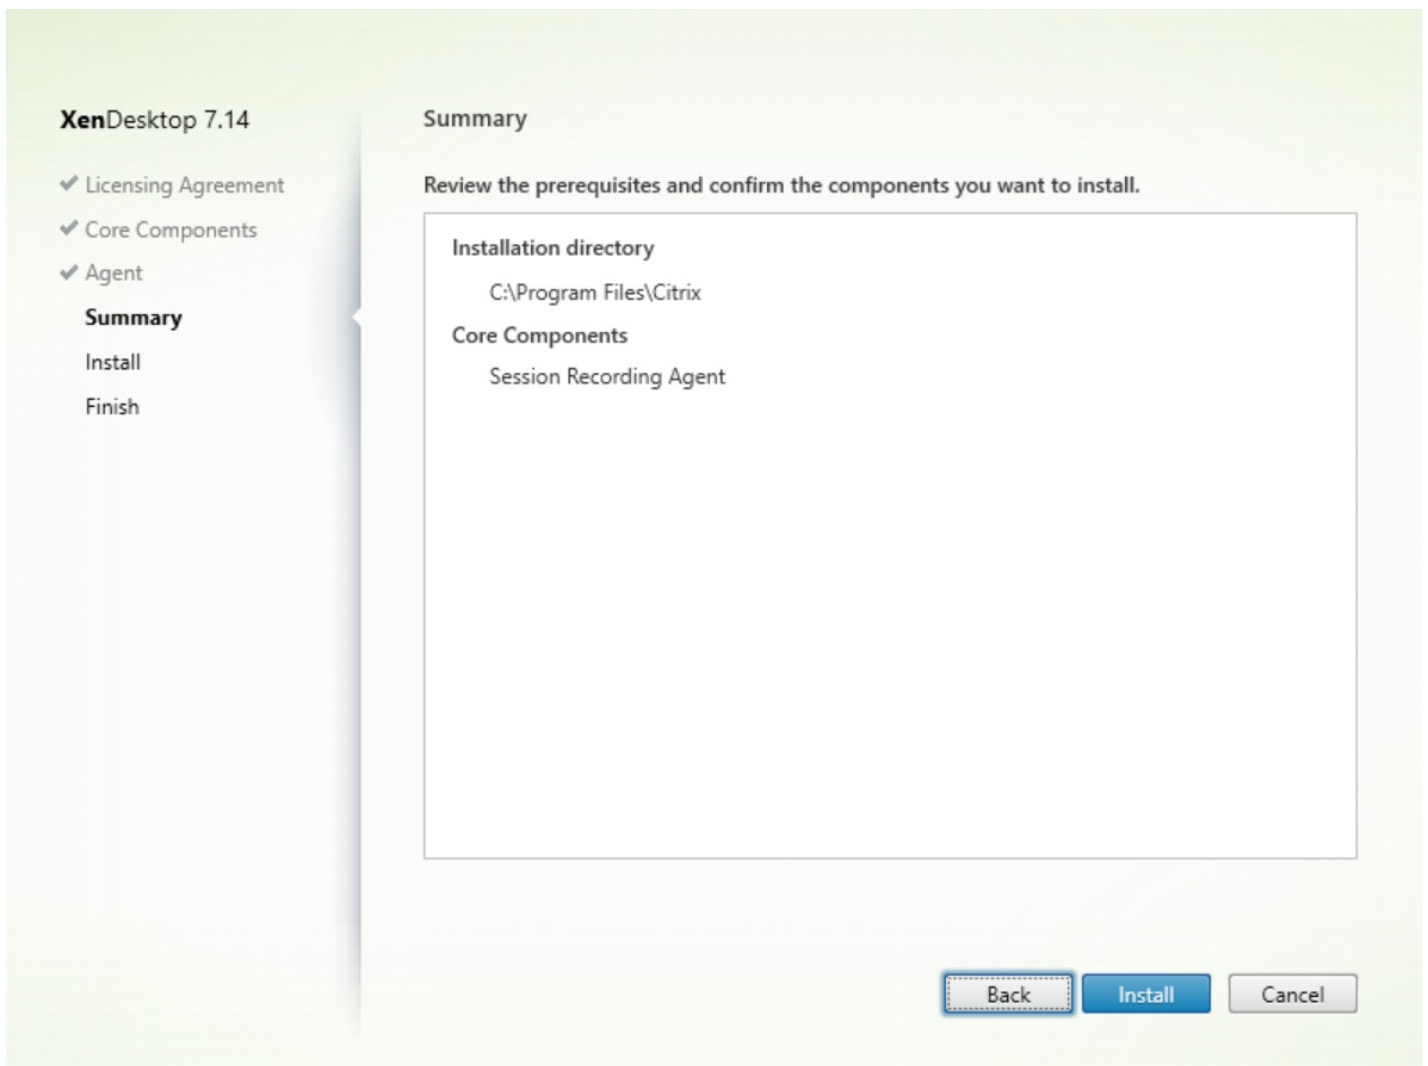 XenDesktop 7.14
Licensing Agreement
Core Components
Agent
Summary
Install
Finish
Summary
Review the prerequisites and confirm the components you want to install.
Installation directory
C:\Program Files\Citrix
Core Components
Session Recording Agent
Back
Install
Cancel